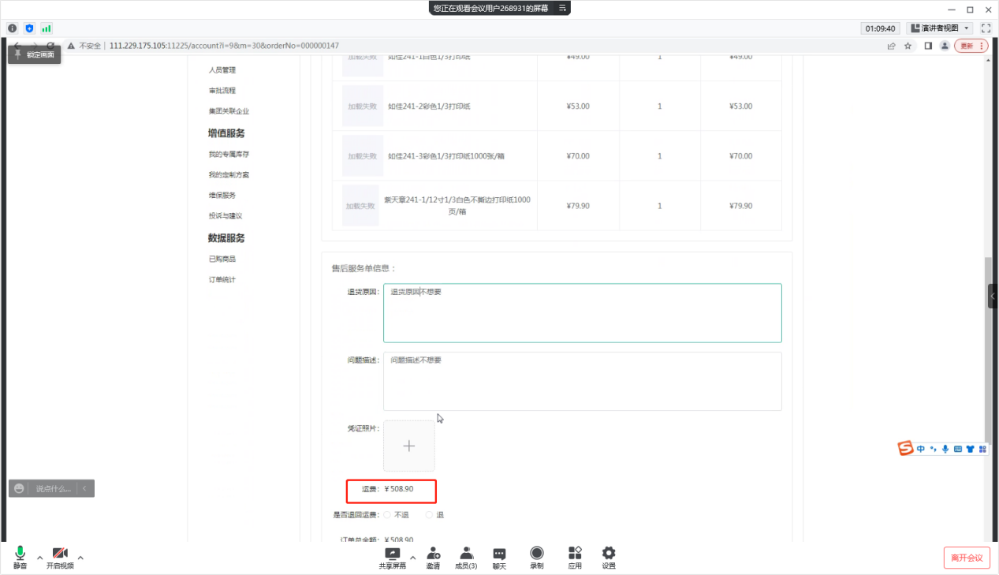 您正在观看会议用户268931的屏幕
01:09:40
演讲者视图
不安全
111.229.175.105:11225/account?i=9&m=30&orderNo=000000147
更新
锁定画面
人员管理
审批流程
集团关联企业
增值服务
我的专属库存
我的定制方案
维保服务
投诉与建议
数据服务
已购商品
订单统计
加载失败 如佳241-1白色1/3打印纸 ¥49.00 1 ¥49.00
加载失败 如佳241-2彩色1/3打印纸 ¥53.00 1 ¥53.00
加载失败 如佳241-3彩色1/3打印纸1000张/箱 ¥70.00 1 ¥70.00
加载失败 紫天章241-1/12寸1/3白色不撕边打印纸1000
页/箱 ¥79.90 1 ¥79.90
售后服务单信息：
退货原因： 退货原因不想要
问题描述： 问题描述不想要
凭证照片：
运费：¥ 508.90
是否退回运费： 不退 退
订单总金额：¥ 508.90
中
说点什么...
静音
开启视频
共享屏幕
邀请
成员(3)
聊天
录制
应用
设置
离开会议